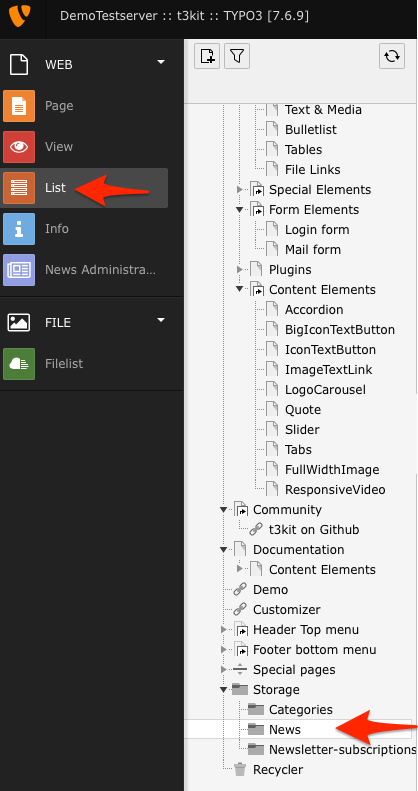 DemoTestserver :: t3kit :: TYPO3 [7.6.9]
WEB
Page
View
List
Info
News Administra...
FILE
Filelist
Text & Media
Bulletlist
Tables
File Links
Special Elements
Form Elements
Login form
Mail form
Plugins
Content Elements
Accordion
BigIconTextButton
IconTextButton
ImageTextLink
LogoCarousel
Quote
Slider
Tabs
FullWidthImage
ResponsiveVideo
Community
t3kit on Github
Documentation
Content Elements
Demo
Customizer
Header Top menu
Footer bottom menu
Special pages
Storage
Categories
News
Newsletter-subscriptions
Recycler